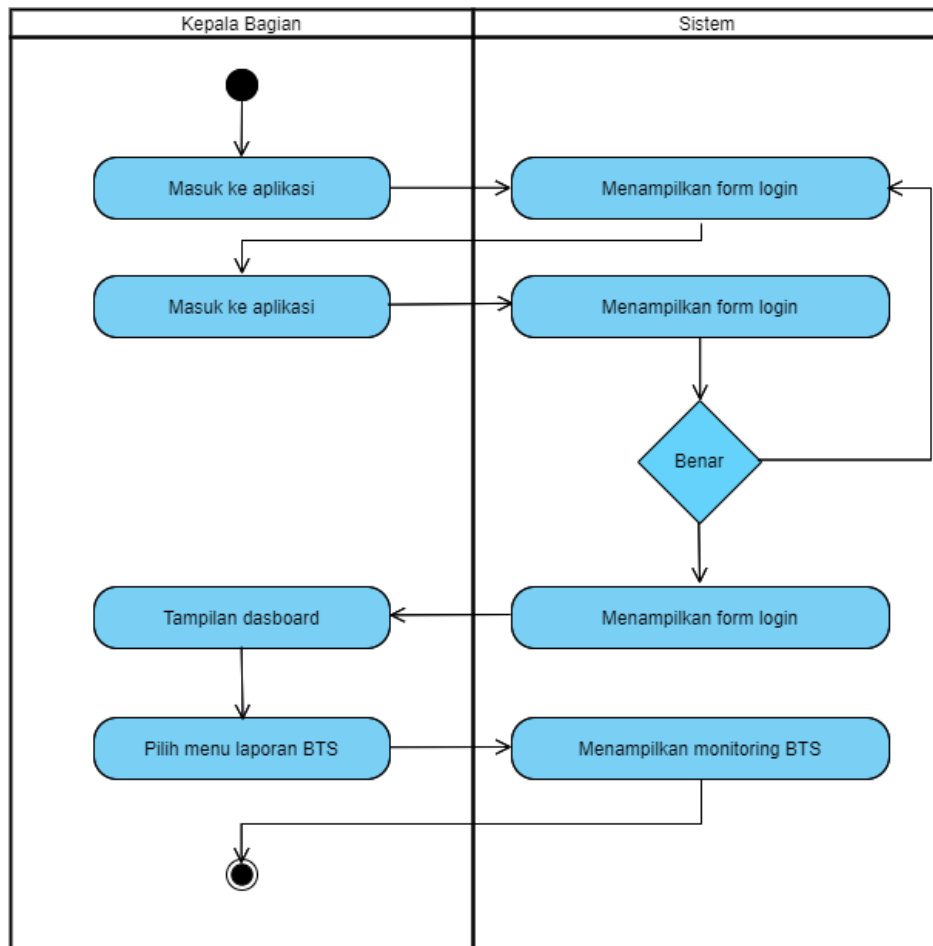 Kepala Bagian
Sistem
Masuk ke aplikasi
Menampilkan form login
Masuk ke aplikasi
Menampilkan form login
Benar
Tampilan dasboard
Menampilkan form login
Pilih menu laporan BTS
Menampilkan monitoring BTS